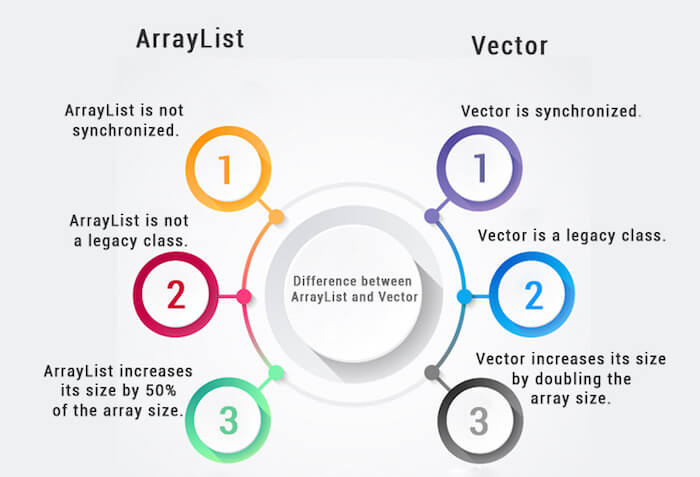 ArrayList
Vector
ArrayList is not
synchronized.
1
Vector is synchronized.
1
ArrayList is not
a legacy class.
2
Vector is a legacy class.
2
Difference between
ArrayList and Vector
ArrayList increases
its size by 50%
of the array size.
3
Vector increases its size
by doubling the
array size.
3